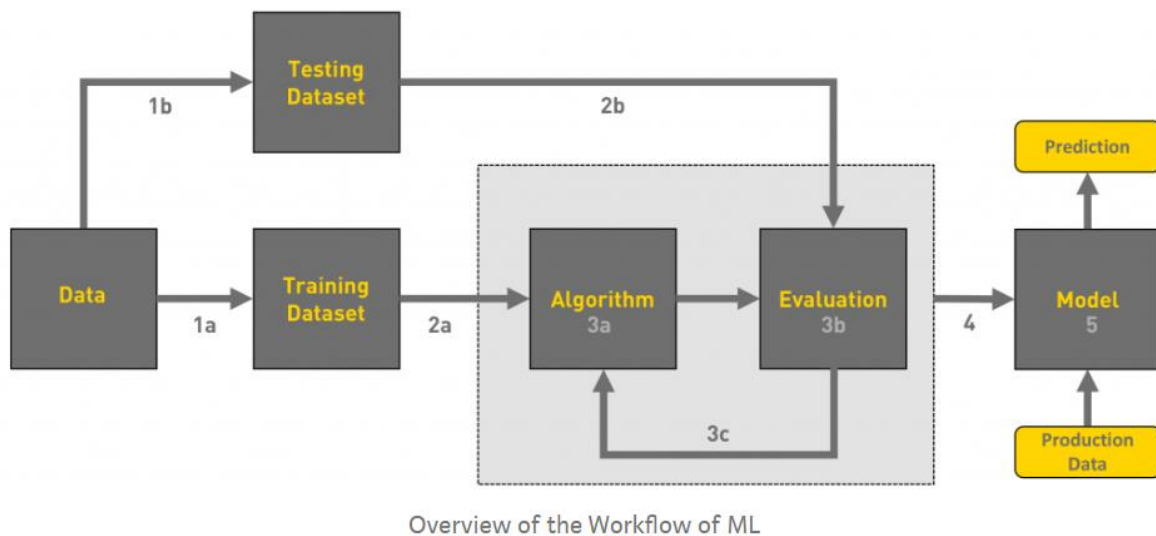 Testing
Dataset
1b
2b
Prediction
Data
1a
Training
Dataset
2a
Algorithm
3a
Evaluation
3b
4
Model
5
3c
Production
Data
Overview of the Workflow of ML